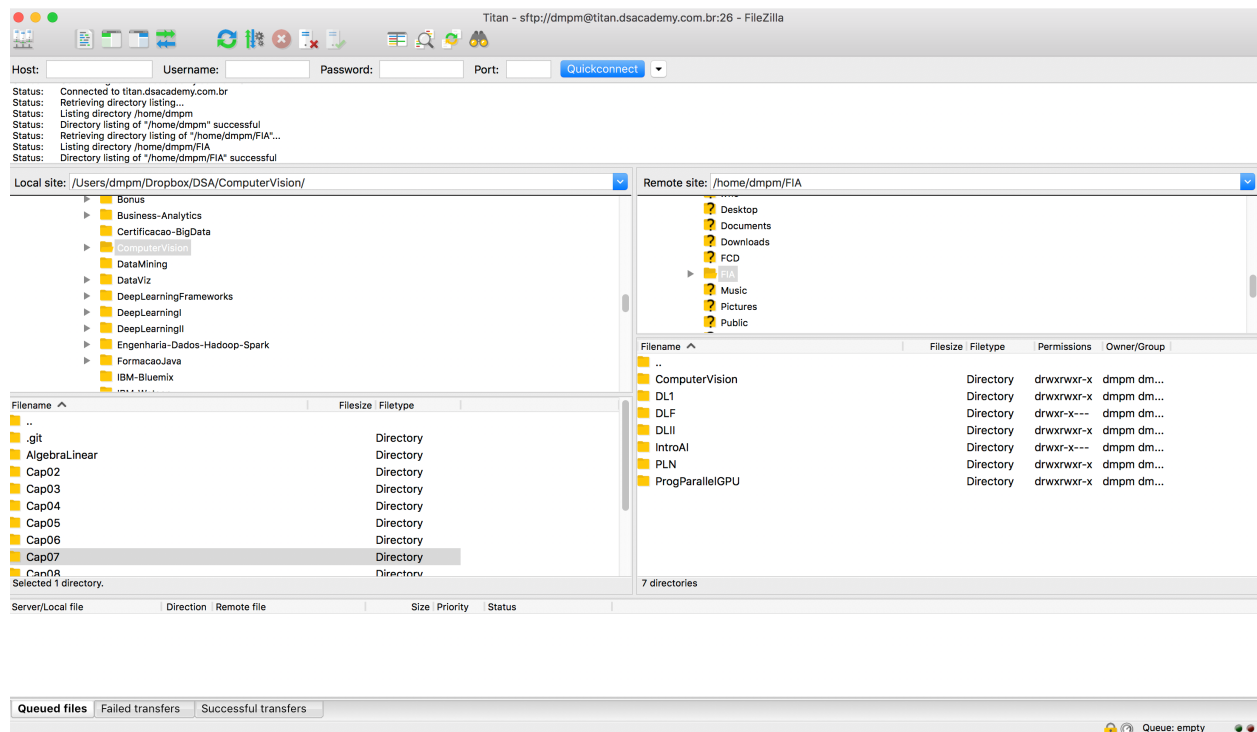 Titan - sftp://dmpm@titan.dsacademy.com.br:26 - FileZilla
Host: Username: Password: Port: Quickconnect
Status: Connected to titan.dsacademy.com.br
Status: Retrieving directory listing...
Status: Listing directory /home/dmpm
Status: Directory listing of "/home/dmpm" successful
Status: Retrieving directory listing of "/home/dmpm/FIA"...
Status: Listing directory /home/dmpm/FIA
Status: Directory listing of "/home/dmpm/FIA" successful
Local site: /Users/dmpm/Dropbox/DSA/ComputerVision/
Bonus
Business-Analytics
Certificacao-BigData
ComputerVision
DataMining
DataViz
DeepLearningFrameworks
DeepLearningI
DeepLearningII
Engenharia-Dados-Hadoop-Spark
FormacaoJava
IBM-Bluemix
Filename Filesize Filetype
..
.git Directory
AlgebraLinear Directory
Cap02 Directory
Cap03 Directory
Cap04 Directory
Cap05 Directory
Cap06 Directory
Cap07 Directory
Cap08 Directory
Selected 1 directory.
Remote site: /home/dmpm/FIA
Desktop
Documents
Downloads
FCD
FIA
Music
Pictures
Public
Filename Filesize Filetype Permissions Owner/Group
..
ComputerVision Directory drwxrwxr-x dmpm dm...
DL1 Directory drwxrwxr-x dmpm dm...
DLF Directory drwxr-x--- dmpm dm...
DLII Directory drwxrwxr-x dmpm dm...
IntroAI Directory drwxr-x--- dmpm dm...
PLN Directory drwxrwxr-x dmpm dm...
ProgParallelGPU Directory drwxrwxr-x dmpm dm...
7 directories
Server/Local file Direction Remote file Size Priority Status
Queued files Failed transfers Successful transfers
Queue: empty